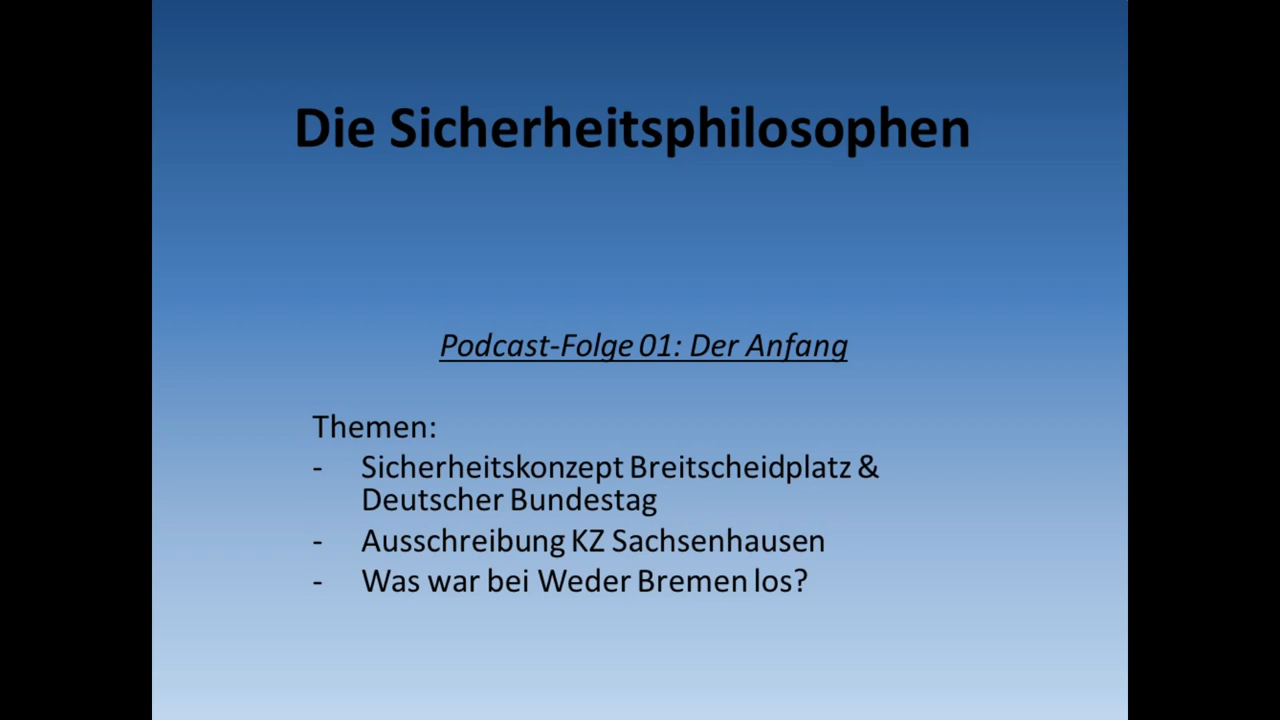 Die Sicherheitsphilosophen
Podcast-Folge 01: Der Anfang
Themen:
- Sicherheitskonzept Breitscheidplatz &
Deutscher Bundestag
- Ausschreibung KZ Sachsenhausen
- Was war bei Weder Bremen los?